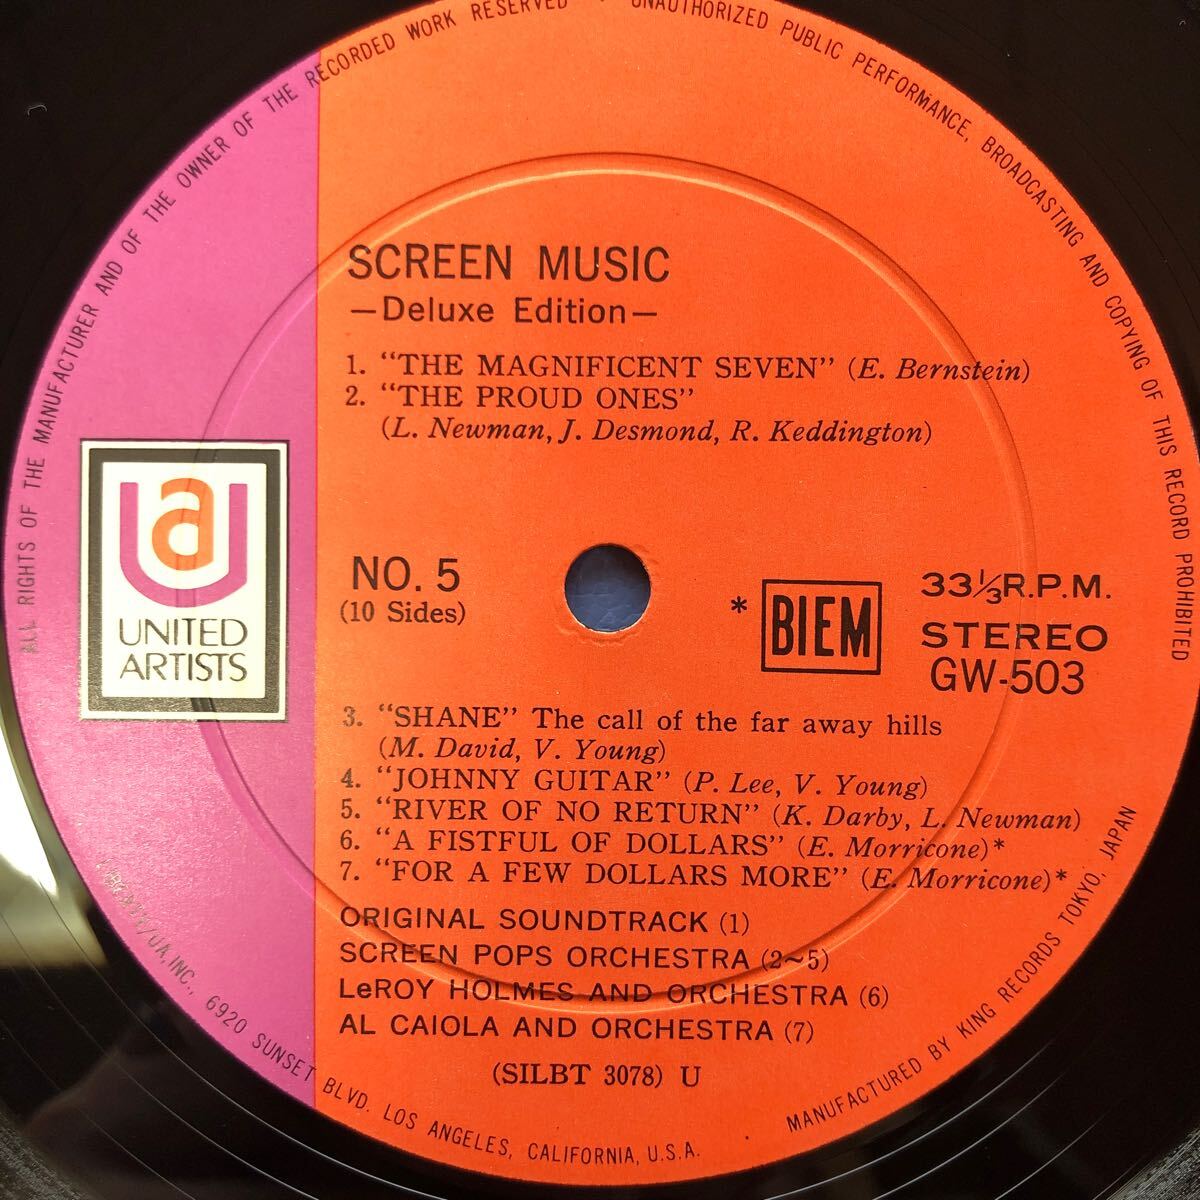 ALL RIGHTS OF THE MANUFACTURER AND OF THE OWNER OF THE RECORDED WORK RESERVED • UNAUTHORIZED PUBLIC PERFORMANCE, BROADCASTING AND COPYING OF THIS RECORD PROHIBITED
SCREEN MUSIC
—Deluxe Edition—
1. “THE MAGNIFICENT SEVEN” (E. Bernstein)
2. “THE PROUD ONES”
(L. Newman, J. Desmond, R. Keddington)
ua
UNITED
ARTISTS
NO. 5
(10 Sides)
* BIEM
33⅓ R.P.M.
STEREO
GW-503
3. “SHANE” The call of the far away hills
(M. David, V. Young)
4. “JOHNNY GUITAR” (P. Lee, V. Young)
5. “RIVER OF NO RETURN” (K. Darby, L. Newman)
6. “A FISTFUL OF DOLLARS” (E. Morricone)*
7. “FOR A FEW DOLLARS MORE” (E. Morricone)*
ORIGINAL SOUNDTRACK (1)
SCREEN POPS ORCHESTRA (2~5)
LeROY HOLMES AND ORCHESTRA (6)
AL CAIOLA AND ORCHESTRA (7)
(SILBT 3078) U
UA, INC., 6920 SUNSET BLVD. LOS ANGELES, CALIFORNIA, U.S.A.
MANUFACTURED BY KING RECORDS TOKYO, JAPAN